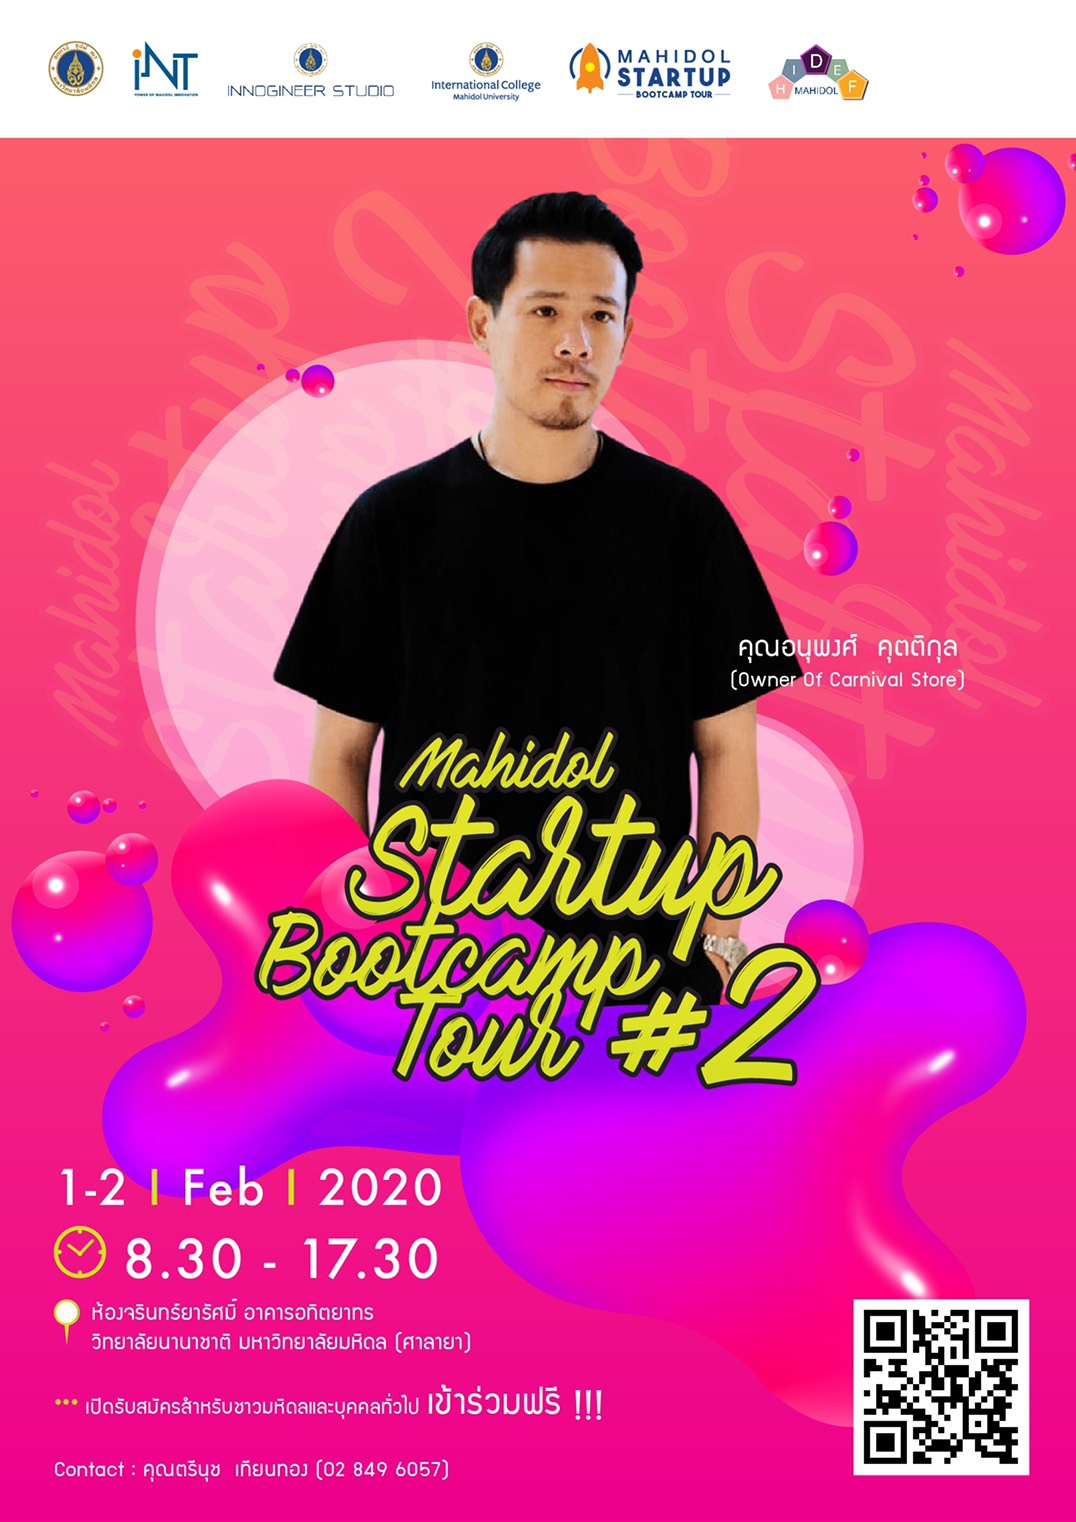 iNT
POWER OF MAHIDOL INNOVATION
INNOGINEER STUDIO
International College
Mahidol University
MAHIDOL
STARTUP
BOOTCAMP TOUR
H I D E F
MAHIDOL
Mahidol
Startup
Mahidol
คุณอนุพงศ์ คุตติกุล
(Owner Of Carnival Store)
Mahidol
Startup
Bootcamp
Tour #2
1-2 | Feb | 2020
8.30 - 17.30
ห้องจรินทร์ยารัศมิ์ อาคารอทิตยาทร
วิทยาลัยนานาชาติ มหาวิทยาลัยมหิดล (ศาลายา)
••• เปิดรับสมัครสำหรับชาวมหิดลและบุคคลทั่วไป เข้าร่วมฟรี !!!
Contact : คุณตรีนุช เทียนทอง (02 849 6057)